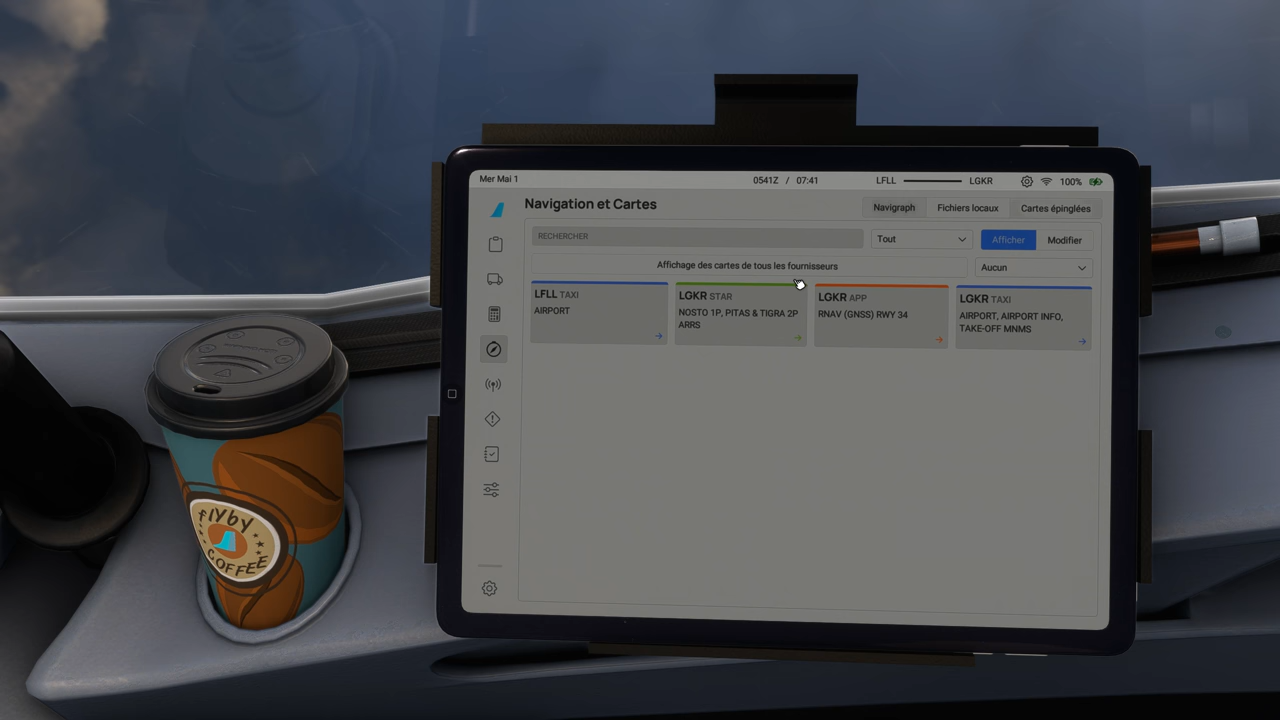 Mer Mai 1
0541Z / 07:41
LFLL
LGKR
100%
Navigation et Cartes
Navigraph
Fichiers locaux
Cartes épinglées
RECHERCHER
Tout
Afficher
Modifier
Affichage des cartes de tous les fournisseurs
Aucun
LFLL TAXI
AIRPORT
LGKR STAR
NOSTO 1P, PITAS & TIGRA 2P
ARRS
LGKR APP
RNAV (GNSS) RWY 34
LGKR TAXI
AIRPORT, AIRPORT INFO,
TAKE-OFF MNMS
flyby
COFFEE